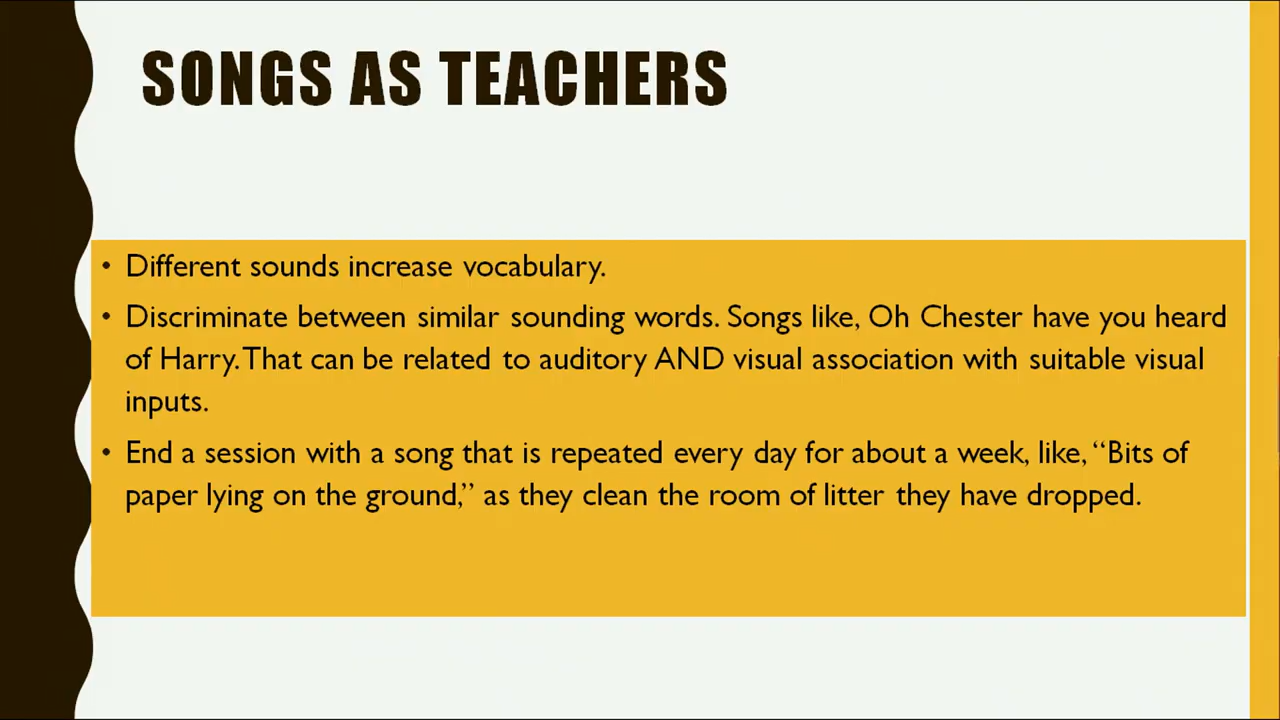 SONGS AS TEACHERS
• Different sounds increase vocabulary.
• Discriminate between similar sounding words. Songs like, Oh Chester have you heard
of Harry. That can be related to auditory AND visual association with suitable visual
inputs.
• End a session with a song that is repeated every day for about a week, like, “Bits of
paper lying on the ground,” as they clean the room of litter they have dropped.